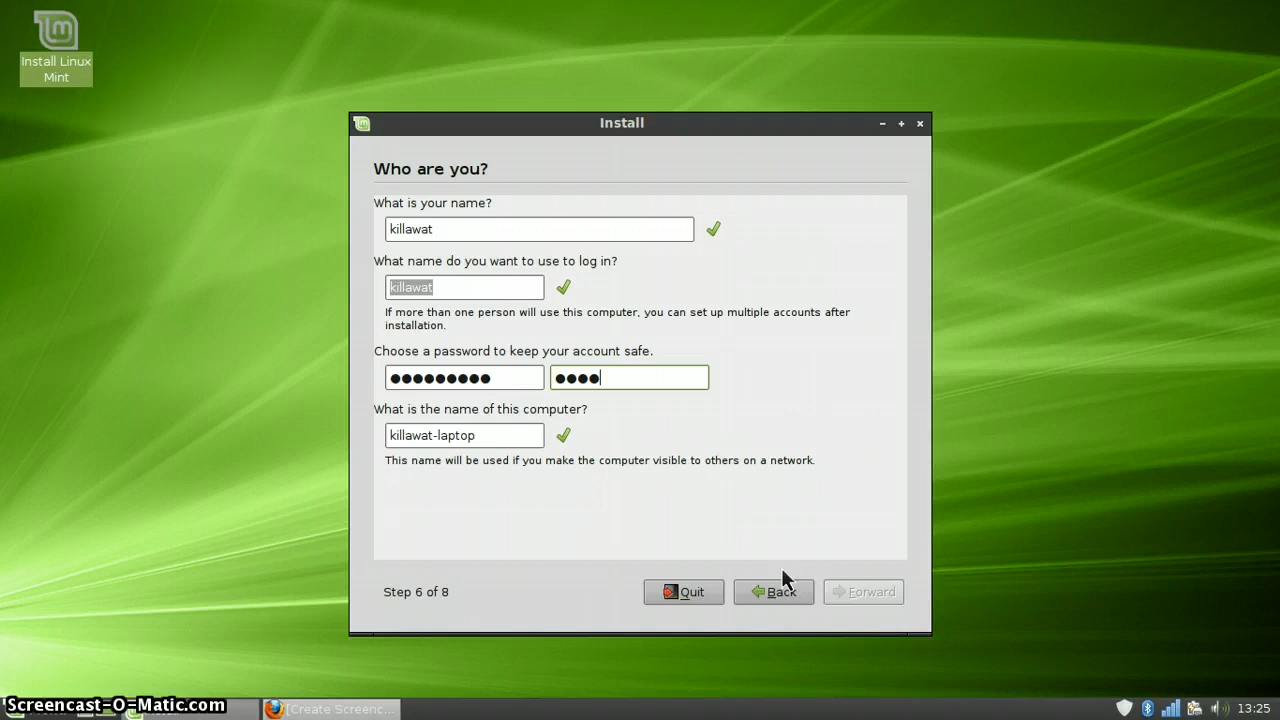 Install Linux
Mint
Install
Who are you?
What is your name?
killawat
What name do you want to use to log in?
killawat
If more than one person will use this computer, you can set up multiple accounts after
installation.
Choose a password to keep your account safe.
What is the name of this computer?
killawat-laptop
This name will be used if you make the computer visible to others on a network.
Step 6 of 8
Quit
Back
Forward
Screencast-O-Matic.com
[Create Screenc...
13:25